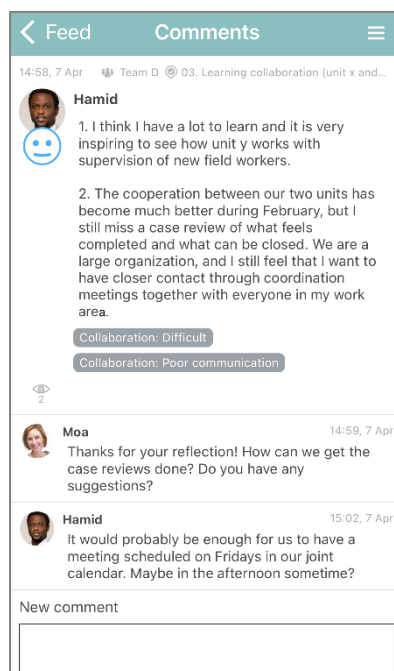 Feed
Comments
14:58, 7 Apr
Team D
03. Learning collaboration (unit x and...
Hamid
1. I think I have a lot to learn and it is very
inspiring to see how unit y works with
supervision of new field workers.
2. The cooperation between our two units has
become much better during February, but I
still miss a case review of what feels
completed and what can be closed. We are a
large organization, and I still feel that I want to
have closer contact through coordination
meetings together with everyone in my work
area.
Collaboration: Difficult
Collaboration: Poor communication
2
Moa
14:59, 7 Apr
Thanks for your reflection! How can we get the
case reviews done? Do you have any
suggestions?
Hamid
15:02, 7 Apr
It would probably be enough for us to have a
meeting scheduled on Fridays in our joint
calendar. Maybe in the afternoon sometime?
New comment